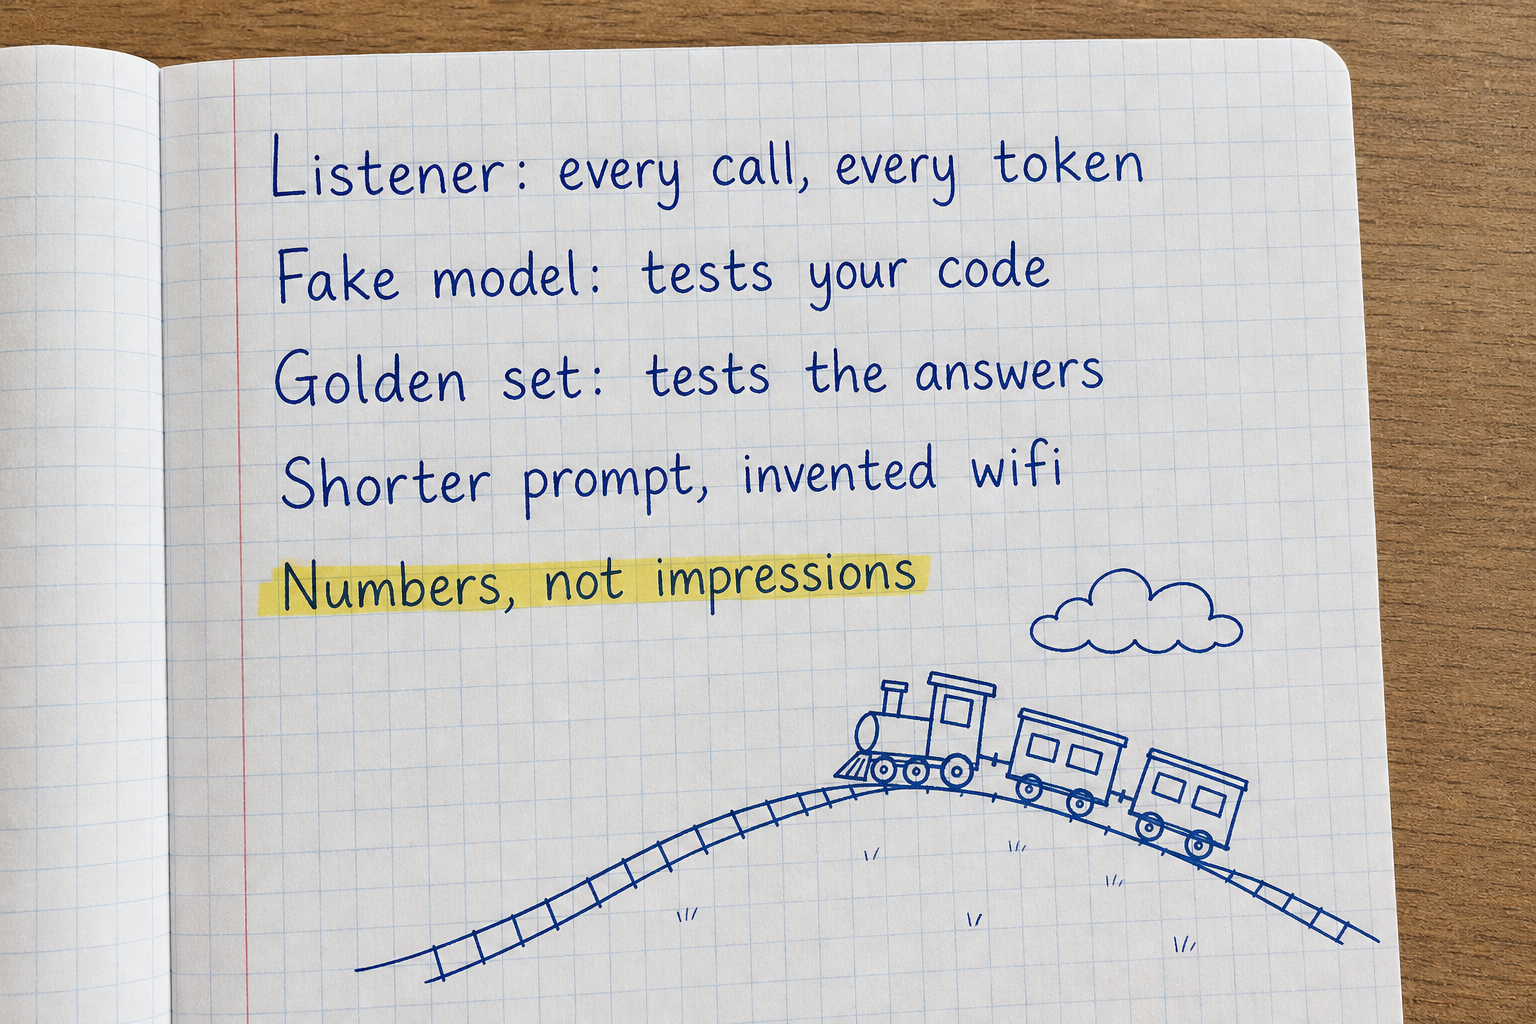 Listener: every call, every token
Fake model: tests your code
Golden set: tests the answers
Shorter prompt, invented wifi
Numbers, not impressions